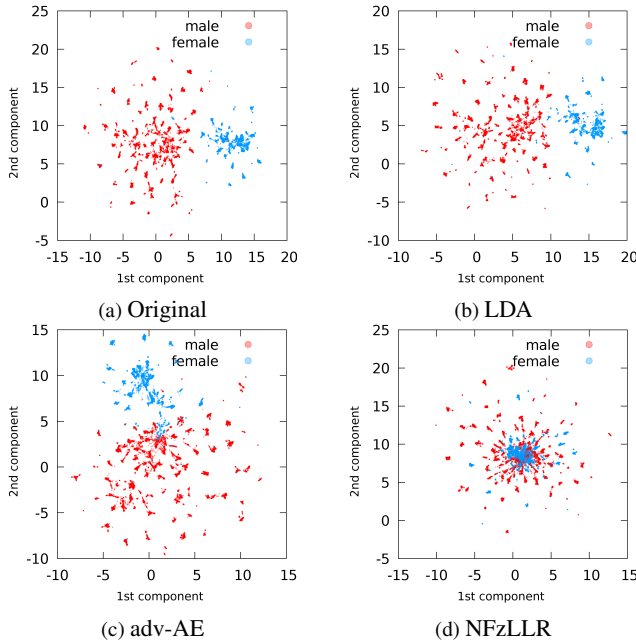 25
20
15
10
5
0
-5
-15 -10 -5 0 5 10 15 20
2nd component
1st component
male
female
(a) Original
20
15
10
5
0
-5
-10
-10 -5 0 5 10 15 20
2nd component
1st component
male
female
(b) LDA
15
10
5
0
-5
-10
-10 -5 0 5 10 15
2nd component
1st component
male
female
(c) adv-AE
25
20
15
10
5
0
-5
-15 -10 -5 0 5 10 15
2nd component
1st component
male
female
(d) NFzLLR